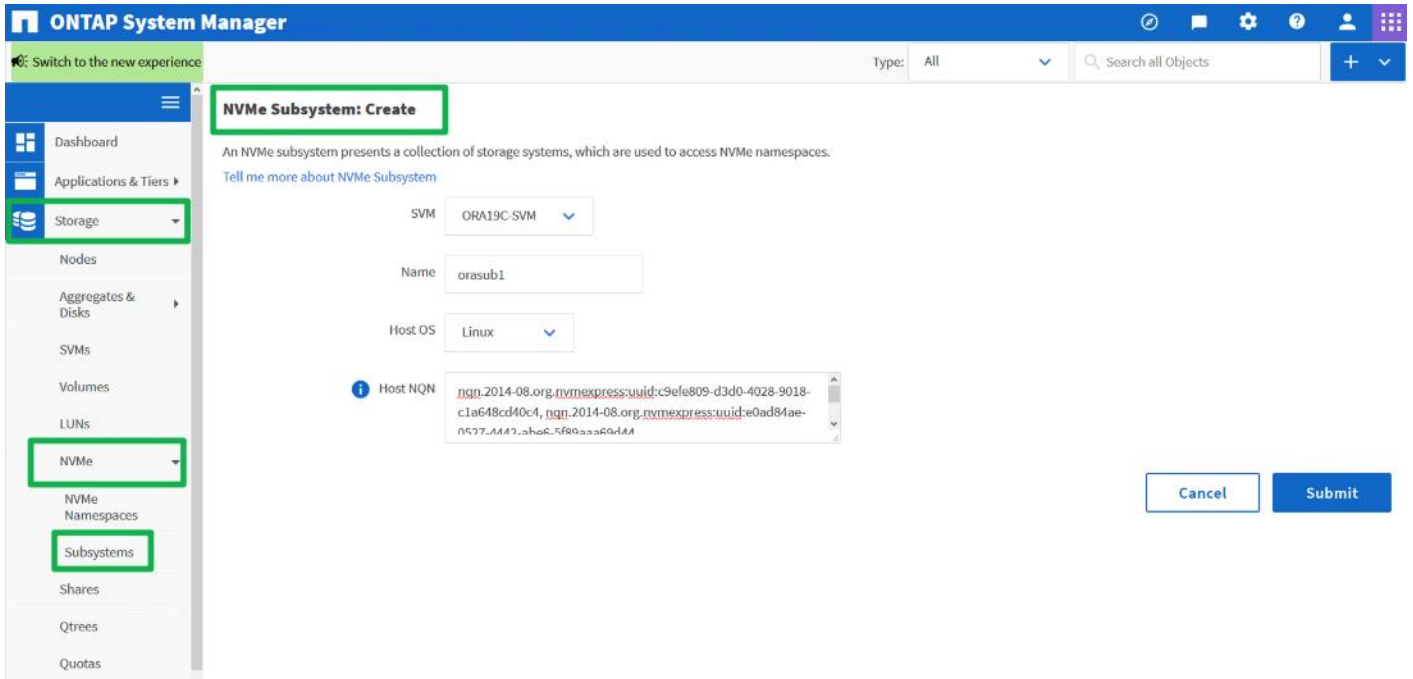 ONTAP System Manager
Switch to the new experience
Type: All
Search all Objects
NVMe Subsystem: Create
An NVMe subsystem presents a collection of storage systems, which are used to access NVMe namespaces.
Tell me more about NVMe Subsystem
SVM ORA19C-SVM
Name orasub1
Host OS Linux
Host NQN
nqn.2014-08.org.nvmexpress:uuid:c9efe809-d3d0-4028-9018-
c1a648cd40c4, nqn.2014-08.org.nvmexpress:uuid:e0ad84ae-
0527-4442-abe6-5f89aaa69d44
Cancel
Submit
Dashboard
Applications & Tiers
Storage
Nodes
Aggregates &
Disks
SVMs
Volumes
LUNs
NVMe
NVMe
Namespaces
Subsystems
Shares
Qtrees
Quotas